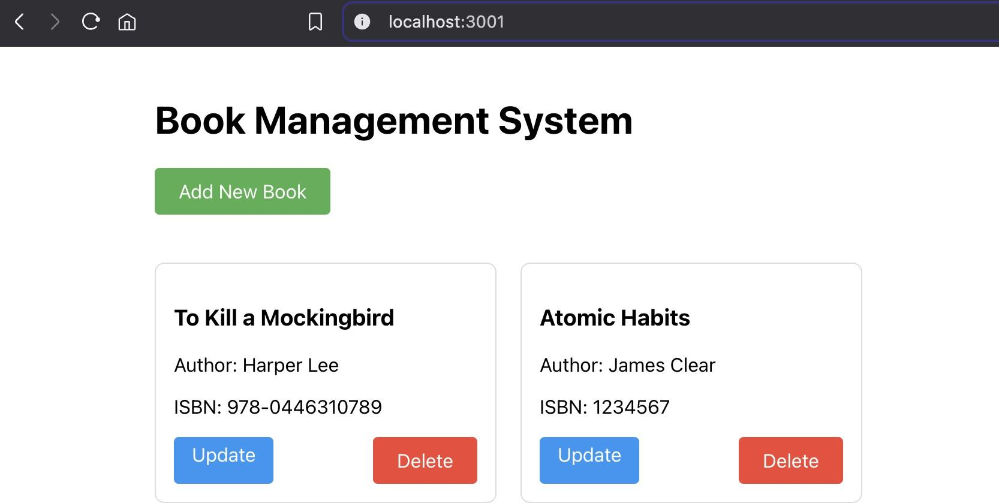 localhost:3001
Book Management System
Add New Book
To Kill a Mockingbird
Author: Harper Lee
ISBN: 978-0446310789
Update
Delete
Atomic Habits
Author: James Clear
ISBN: 1234567
Update
Delete